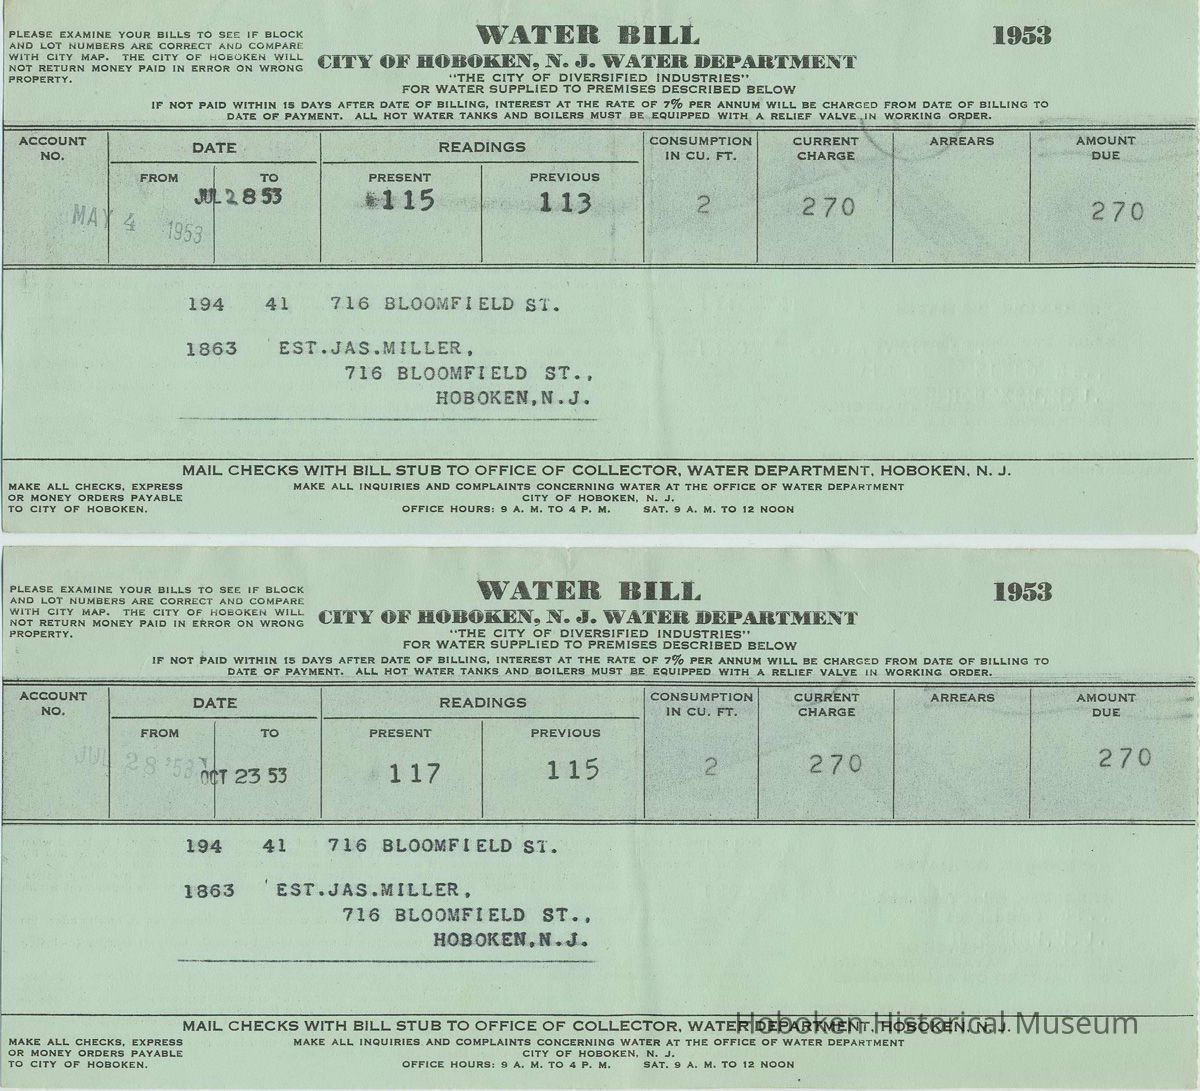 PLEASE EXAMINE YOUR BILLS TO SEE IF BLOCK
AND LOT NUMBERS ARE CORRECT AND COMPARE
WITH CITY MAP. THE CITY OF HOBOKEN WILL
NOT RETURN MONEY PAID IN ERROR ON WRONG
PROPERTY.
WATER BILL
1953
CITY OF HOBOKEN, N. J. WATER DEPARTMENT
"THE CITY OF DIVERSIFIED INDUSTRIES"
FOR WATER SUPPLIED TO PREMISES DESCRIBED BELOW
IF NOT PAID WITHIN 15 DAYS AFTER DATE OF BILLING, INTEREST AT THE RATE OF 7% PER ANNUM WILL BE CHARGED FROM DATE OF BILLING TO
DATE OF PAYMENT. ALL HOT WATER TANKS AND BOILERS MUST BE EQUIPPED WITH A RELIEF VALVE IN WORKING ORDER.
ACCOUNT NO. DATE READINGS CONSUMPTION IN CU. FT. CURRENT CHARGE ARREARS AMOUNT DUE
FROM TO PRESENT PREVIOUS
MAY 4 1953 JUL 28 53 115 113 2 270 270
194 41 716 BLOOMFIELD ST.
1863 EST.JAS.MILLER,
716 BLOOMFIELD ST.,
HOBOKEN,N.J.
MAIL CHECKS WITH BILL STUB TO OFFICE OF COLLECTOR, WATER DEPARTMENT, HOBOKEN, N. J.
MAKE ALL CHECKS, EXPRESS
OR MONEY ORDERS PAYABLE
TO CITY OF HOBOKEN.
MAKE ALL INQUIRIES AND COMPLAINTS CONCERNING WATER AT THE OFFICE OF WATER DEPARTMENT
CITY OF HOBOKEN, N. J.
OFFICE HOURS: 9 A. M. TO 4 P. M. SAT. 9 A. M. TO 12 NOON
PLEASE EXAMINE YOUR BILLS TO SEE IF BLOCK
AND LOT NUMBERS ARE CORRECT AND COMPARE
WITH CITY MAP. THE CITY OF HOBOKEN WILL
NOT RETURN MONEY PAID IN ERROR ON WRONG
PROPERTY.
WATER BILL
1953
CITY OF HOBOKEN, N. J. WATER DEPARTMENT
"THE CITY OF DIVERSIFIED INDUSTRIES"
FOR WATER SUPPLIED TO PREMISES DESCRIBED BELOW
IF NOT PAID WITHIN 15 DAYS AFTER DATE OF BILLING, INTEREST AT THE RATE OF 7% PER ANNUM WILL BE CHARGED FROM DATE OF BILLING TO
DATE OF PAYMENT. ALL HOT WATER TANKS AND BOILERS MUST BE EQUIPPED WITH A RELIEF VALVE IN WORKING ORDER.
ACCOUNT NO. DATE READINGS CONSUMPTION IN CU. FT. CURRENT CHARGE ARREARS AMOUNT DUE
FROM TO PRESENT PREVIOUS
JUL 28 '53 OCT 23 53 117 115 2 270 270
194 41 716 BLOOMFIELD ST.
1863 EST.JAS.MILLER,
716 BLOOMFIELD ST.,
HOBOKEN,N.J.
MAIL CHECKS WITH BILL STUB TO OFFICE OF COLLECTOR, WATER DEPARTMENT, HOBOKEN, N. J.
Hoboken Historical Museum
MAKE ALL CHECKS, EXPRESS
OR MONEY ORDERS PAYABLE
TO CITY OF HOBOKEN.
MAKE ALL INQUIRIES AND COMPLAINTS CONCERNING WATER AT THE OFFICE OF WATER DEPARTMENT
CITY OF HOBOKEN, N. J.
OFFICE HOURS: 9 A. M. TO 4 P. M. SAT. 9 A. M. TO 12 NOON